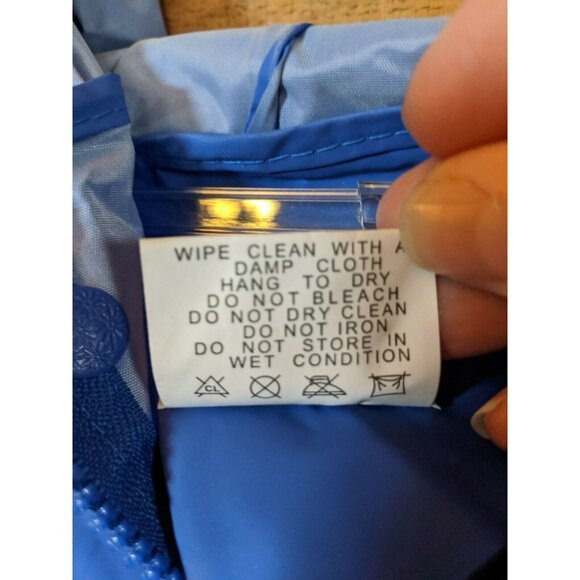 WIPE CLEAN WITH A
DAMP CLOTH
HANG TO DRY
DO NOT BLEACH
DO NOT DRY CLEAN
DO NOT IRON
DO NOT STORE IN
WET CONDITION
CL